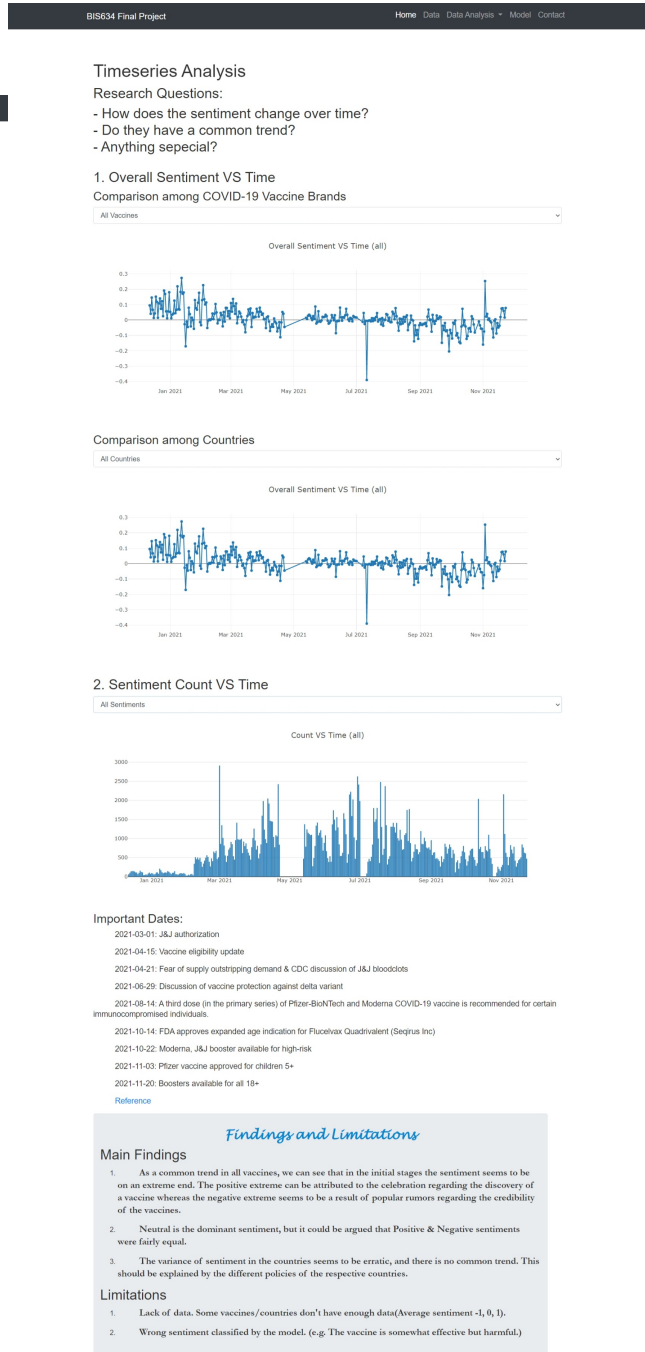 BIS634 Final Project
Home Data Data Analysis Model Contact
Timeseries Analysis
Research Questions:
- How does the sentiment change over time?
- Do they have a common trend?
- Anything sepecial?
1. Overall Sentiment VS Time
Comparison among COVID-19 Vaccine Brands
All Vaccines
Overall Sentiment VS Time (all)
0.3
0.2
0.1
0
−0.1
−0.2
−0.3
−0.4
Jan 2021 Mar 2021 May 2021 Jul 2021 Sep 2021 Nov 2021
Comparison among Countries
All Countries
Overall Sentiment VS Time (all)
0.3
0.2
0.1
0
−0.1
−0.2
−0.3
−0.4
Jan 2021 Mar 2021 May 2021 Jul 2021 Sep 2021 Nov 2021
2. Sentiment Count VS Time
All Sentiments
Count VS Time (all)
3000
2500
2000
1500
1000
500
0
Jan 2021 Mar 2021 May 2021 Jul 2021 Sep 2021 Nov 2021
Important Dates:
2021-03-01: J&J authorization
2021-04-15: Vaccine eligibility update
2021-04-21: Fear of supply outstripping demand & CDC discussion of J&J bloodclots
2021-06-29: Discussion of vaccine protection against delta variant
2021-08-14: A third dose (in the primary series) of Pfizer-BioNTech and Moderna COVID-19 vaccine is recommended for certain
immunocompromised individuals.
2021-10-14: FDA approves expanded age indication for Flucelvax Quadrivalent (Seqirus Inc)
2021-10-22: Moderna, J&J booster available for high-risk
2021-11-03: Pfizer vaccine approved for children 5+
2021-11-20: Boosters available for all 18+
Reference
Findings and Limitations
Main Findings
1. As a common trend in all vaccines, we can see that in the initial stages the sentiment seems to be
on an extreme end. The positive extreme can be attributed to the celebration regarding the discovery of
a vaccine whereas the negative extreme seems to be a result of popular rumors regarding the credibility
of the vaccines.
2. Neutral is the dominant sentiment, but it could be argued that Positive & Negative sentiments
were fairly equal.
3. The variance of sentiment in the countries seems to be erratic, and there is no common trend. This
should be explained by the different policies of the respective countries.
Limitations
1. Lack of data. Some vaccines/countries don't have enough data(Average sentiment -1, 0, 1).
2. Wrong sentiment classified by the model. (e.g. The vaccine is somewhat effective but harmful.)